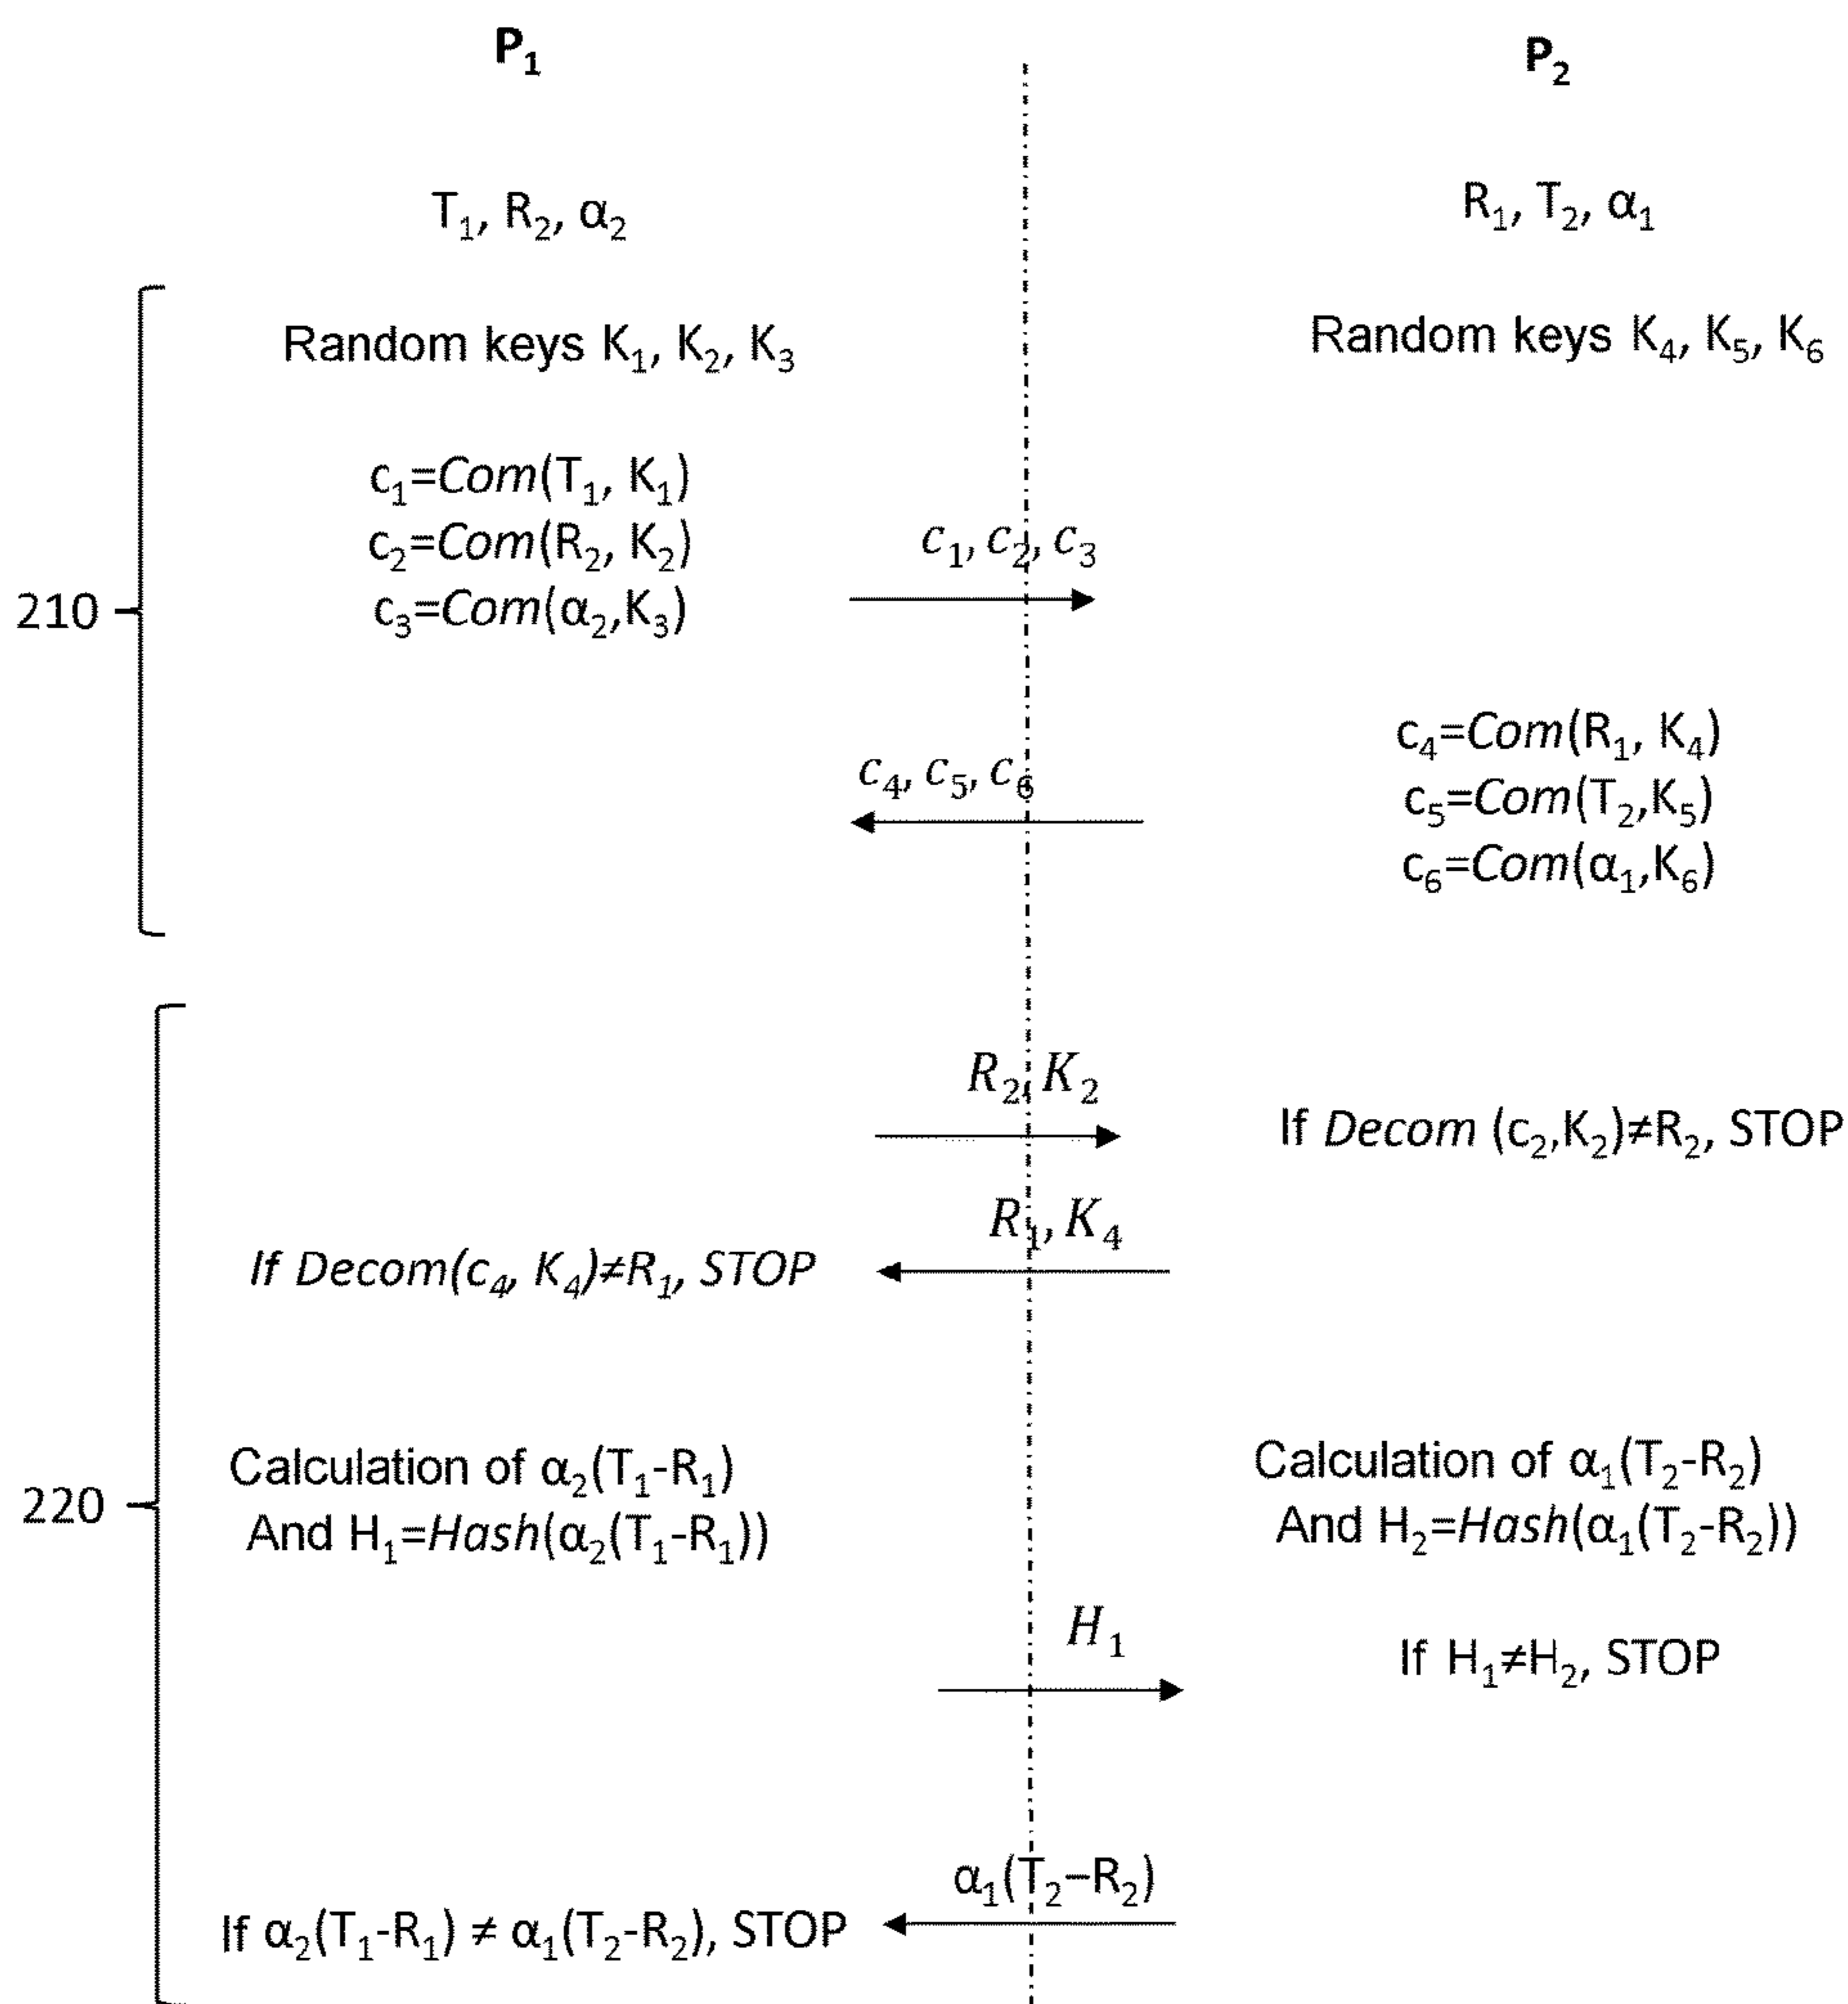 P₁
P₂
T₁, R₂, α₂
R₁, T₂, α₁
Random keys K₁, K₂, K₃
Random keys K₄, K₅, K₆
c₁=Com(T₁, K₁)
c₂=Com(R₂, K₂)
c₃=Com(α₂,K₃)
c₁, c₂, c₃
210
c₄, c₅, c₆
c₄=Com(R₁, K₄)
c₅=Com(T₂,K₅)
c₆=Com(α₁,K₆)
R₂, K₂
If Decom (c₂,K₂)≠R₂, STOP
R₁, K₄
If Decom(c₄, K₄)≠R₁, STOP
Calculation of α₂(T₁-R₁)
And H₁=Hash(α₂(T₁-R₁))
Calculation of α₁(T₂-R₂)
And H₂=Hash(α₁(T₂-R₂))
220
H₁
If H₁≠H₂, STOP
α₁(T₂–R₂)
If α₂(T₁-R₁) ≠ α₁(T₂-R₂), STOP